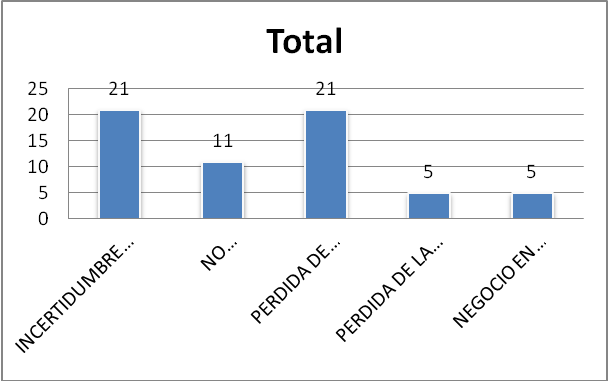 Total
25
20
15
10
5
0
21
11
21
5
5
INCERTIDUMBRE...
NO...
PERDIDA DE...
PERDIDA DE LA...
NEGOCIO EN...